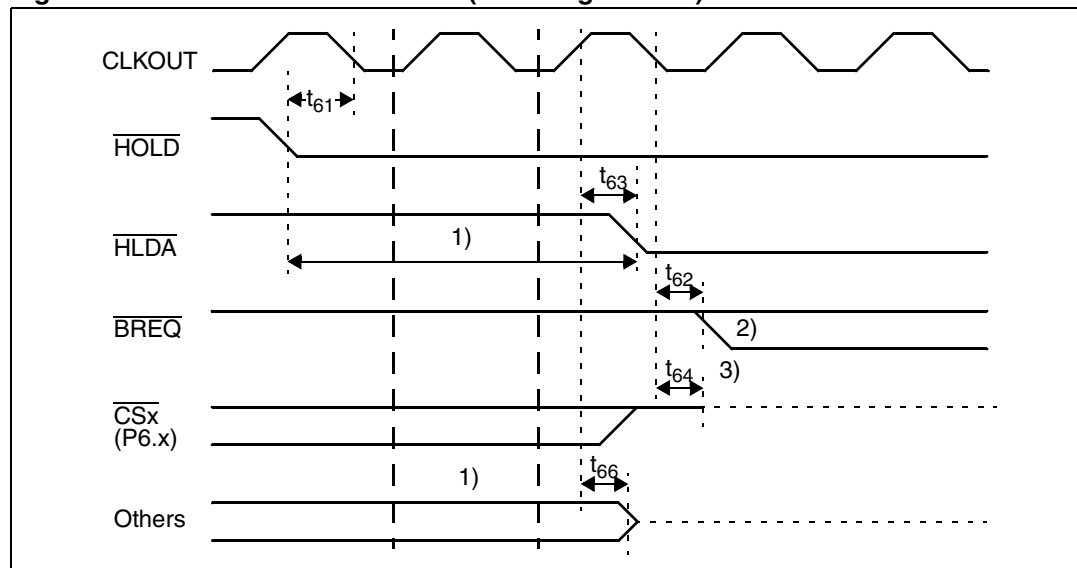 CLKOUT
t61
HOLD
t63
HLDA
1)
t62
BREQ
2)
t64
3)
CSx
(P6.x)
1)
t66
Others